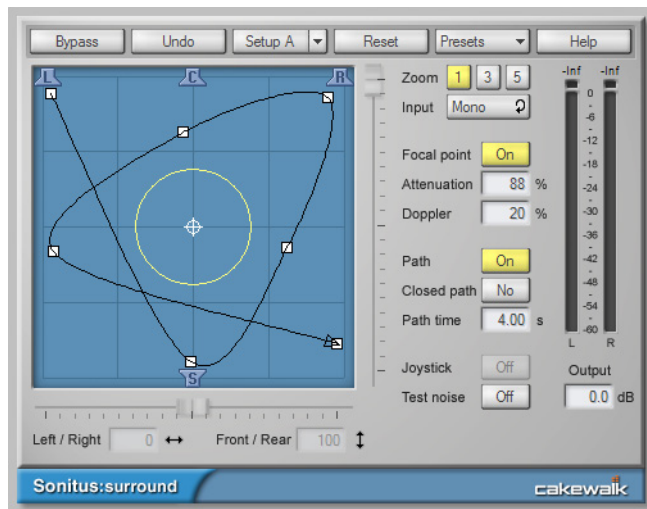 Bypass Undo Setup A Reset Presets Help
L C R
S
Zoom 1 3 5
Input Mono
Focal point On
Attenuation 88 %
Doppler 20 %
Path On
Closed path No
Path time 4.00 s
Joystick Off
Test noise Off
-Inf -Inf
0
-6
-12
-18
-24
-30
-36
-42
-48
-54
-60
L R
Output
0.0 dB
Left / Right 0 Front / Rear 100
Sonitus:surround
cakewalk